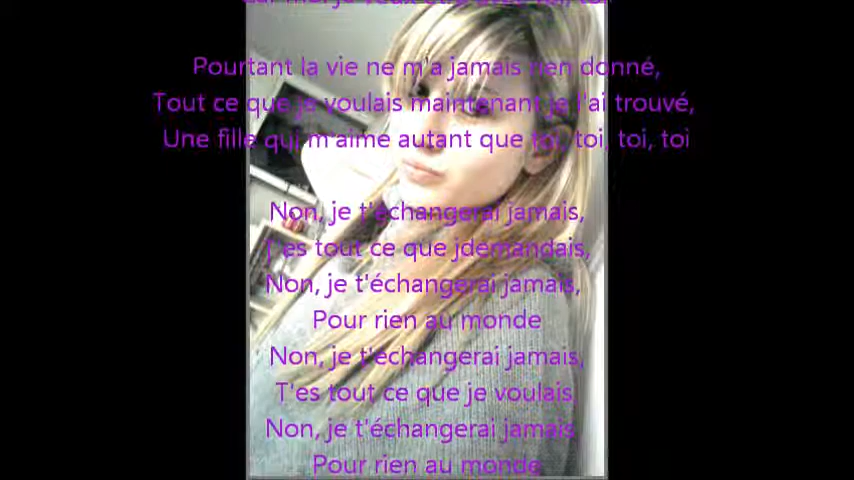 Pourtant la vie ne m'a jamais rien donné,
Tout ce que je voulais maintenant je l'ai trouvé,
Une fille qui m'aime autant que toi, toi, toi, toi
Non, je t'échangerai jamais,
T'es tout ce que jdemandais,
Non, je t'échangerai jamais,
Pour rien au monde
Non, je t'echangerai jamais,
T'es tout ce que je voulais,
Non, je t'échangerai jamais
Pour rien au monde